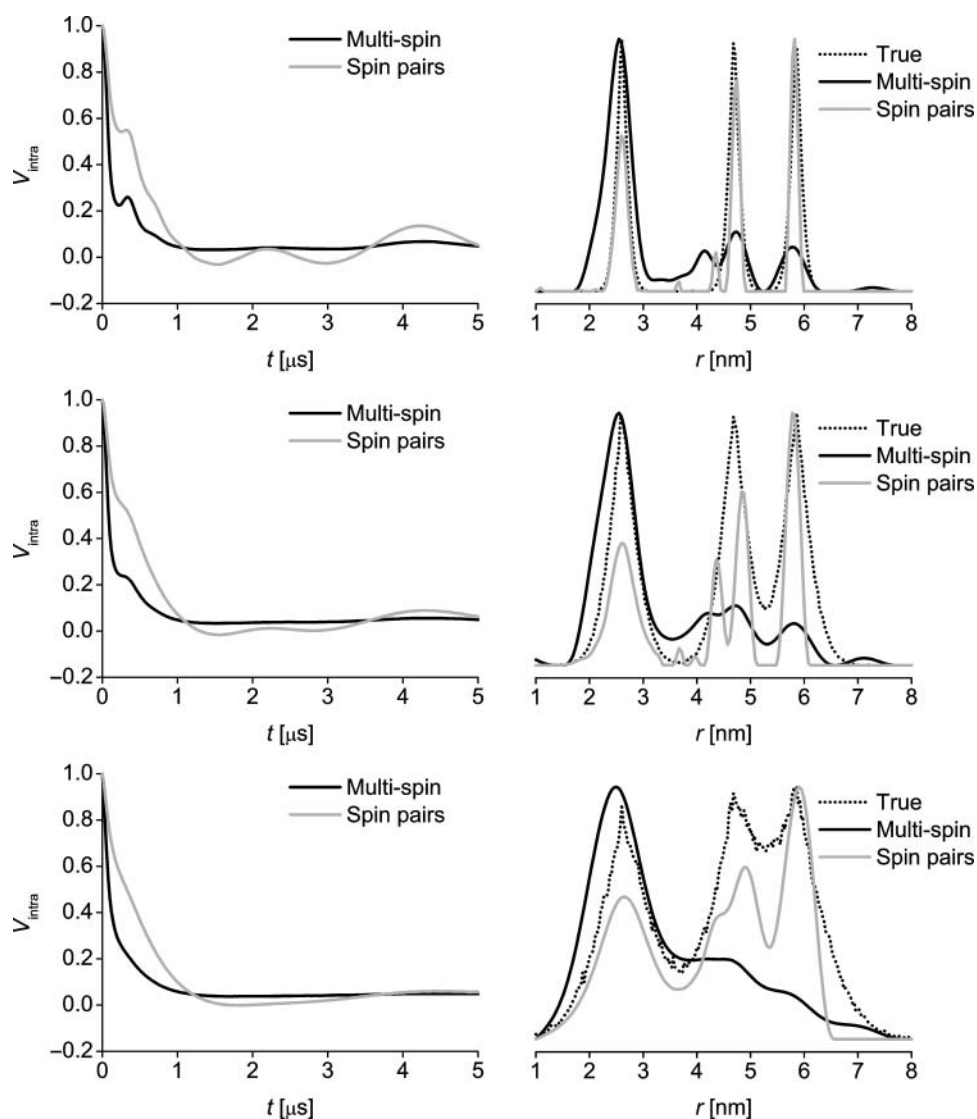 Multi-spin
Spin pairs
1.0
0.8
0.6
0.4
0.2
0.0
−0.2
V intra
0 1 2 3 4 5
t [µs]
True
Multi-spin
Spin pairs
1 2 3 4 5 6 7 8
r [nm]
Multi-spin
Spin pairs
1.0
0.8
0.6
0.4
0.2
0.0
−0.2
V intra
0 1 2 3 4 5
t [µs]
True
Multi-spin
Spin pairs
1 2 3 4 5 6 7 8
r [nm]
Multi-spin
Spin pairs
1.0
0.8
0.6
0.4
0.2
0.0
−0.2
V intra
0 1 2 3 4 5
t [µs]
True
Multi-spin
Spin pairs
1 2 3 4 5 6 7 8
r [nm]